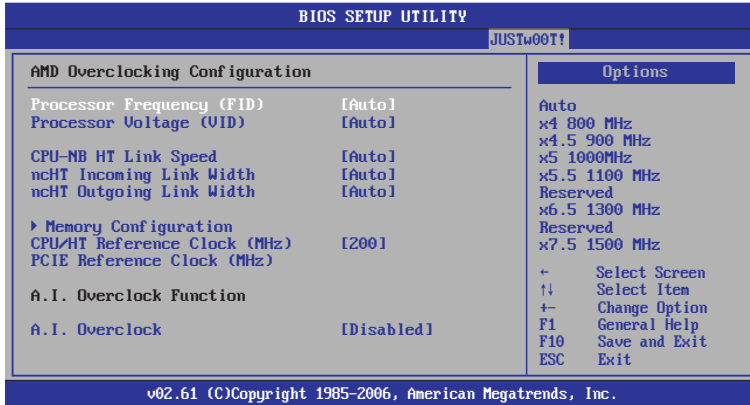 BIOS SETUP UTILITY
JUSTw00T!
AMD Overclocking Configuration
Processor Frequency (FID) [Auto]
Processor Voltage (VID) [Auto]
CPU-NB HT Link Speed [Auto]
ncHT Incoming Link Width [Auto]
ncHT Outgoing Link Width [Auto]
Memory Configuration
CPU/HT Reference Clock (MHz) [200]
PCIE Reference Clock (MHz)
A.I. Overclock Function
A.I. Overclock [Disabled]
Options
Auto
x4 800 MHz
x4.5 900 MHz
x5 1000MHz
x5.5 1100 MHz
Reserved
x6.5 1300 MHz
Reserved
x7.5 1500 MHz
← Select Screen
↑↓ Select Item
+- Change Option
F1 General Help
F10 Save and Exit
ESC Exit
v02.61 (C)Copyright 1985-2006, American Megatrends, Inc.